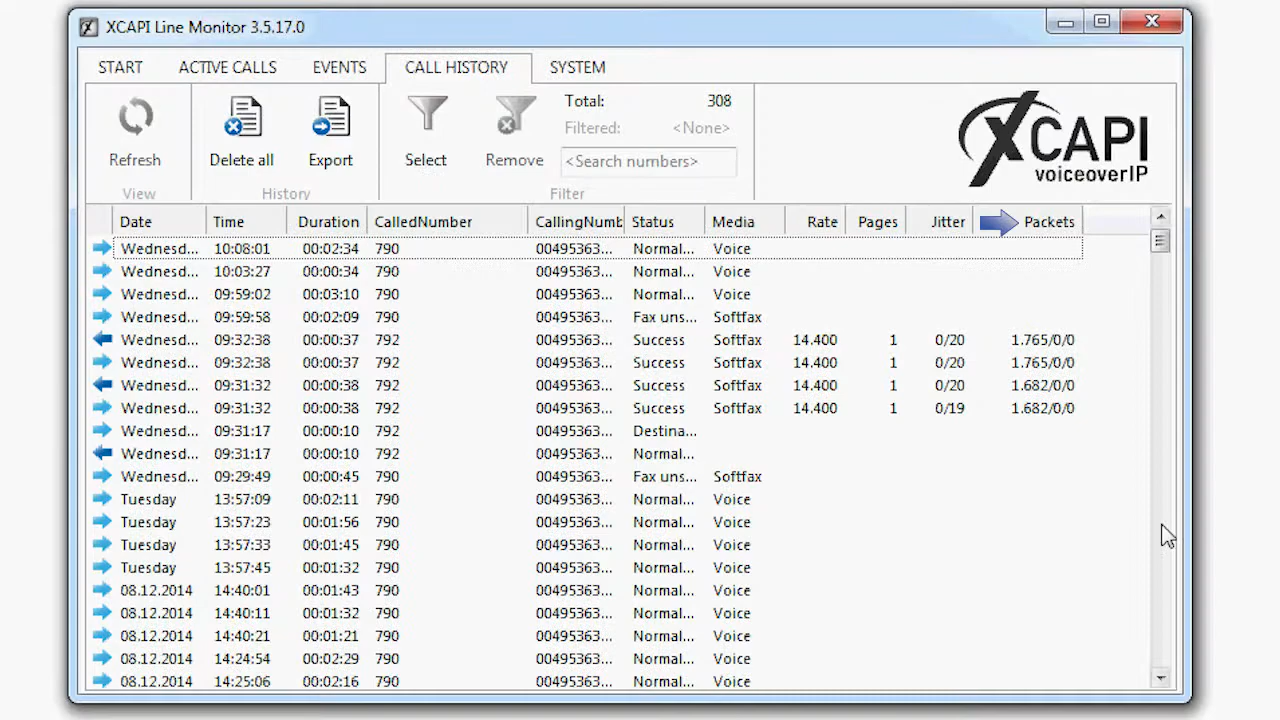 XCAPI Line Monitor 3.5.17.0
START ACTIVE CALLS EVENTS CALL HISTORY SYSTEM
Refresh Delete all Export Select Remove
Total: 308
Filtered: <None>
<Search numbers>
View History Filter
XCAPI
voiceoverIP
Date Time Duration CalledNumber CallingNumb Status Media Rate Pages Jitter Packets
Wednesd... 10:08:01 00:02:34 790 00495363... Normal... Voice
Wednesd... 10:03:27 00:00:34 790 00495363... Normal... Voice
Wednesd... 09:59:02 00:03:10 790 00495363... Normal... Voice
Wednesd... 09:59:58 00:02:09 790 00495363... Fax uns... Softfax
Wednesd... 09:32:38 00:00:37 792 00495363... Success Softfax 14.400 1 0/20 1.765/0/0
Wednesd... 09:32:38 00:00:37 792 00495363... Success Softfax 14.400 1 0/20 1.765/0/0
Wednesd... 09:31:32 00:00:38 792 00495363... Success Softfax 14.400 1 0/20 1.682/0/0
Wednesd... 09:31:32 00:00:38 792 00495363... Success Softfax 14.400 1 0/19 1.682/0/0
Wednesd... 09:31:17 00:00:10 792 00495363... Destina...
Wednesd... 09:31:17 00:00:10 792 00495363... Normal...
Wednesd... 09:29:49 00:00:45 790 00495363... Fax uns... Softfax
Tuesday 13:57:09 00:02:11 790 00495363... Normal... Voice
Tuesday 13:57:23 00:01:56 790 00495363... Normal... Voice
Tuesday 13:57:33 00:01:45 790 00495363... Normal... Voice
Tuesday 13:57:45 00:01:32 790 00495363... Normal... Voice
08.12.2014 14:40:01 00:01:43 790 00495363... Normal... Voice
08.12.2014 14:40:11 00:01:32 790 00495363... Normal... Voice
08.12.2014 14:40:21 00:01:21 790 00495363... Normal... Voice
08.12.2014 14:24:54 00:02:29 790 00495363... Normal... Voice
08.12.2014 14:25:06 00:02:16 790 00495363... Normal... Voice